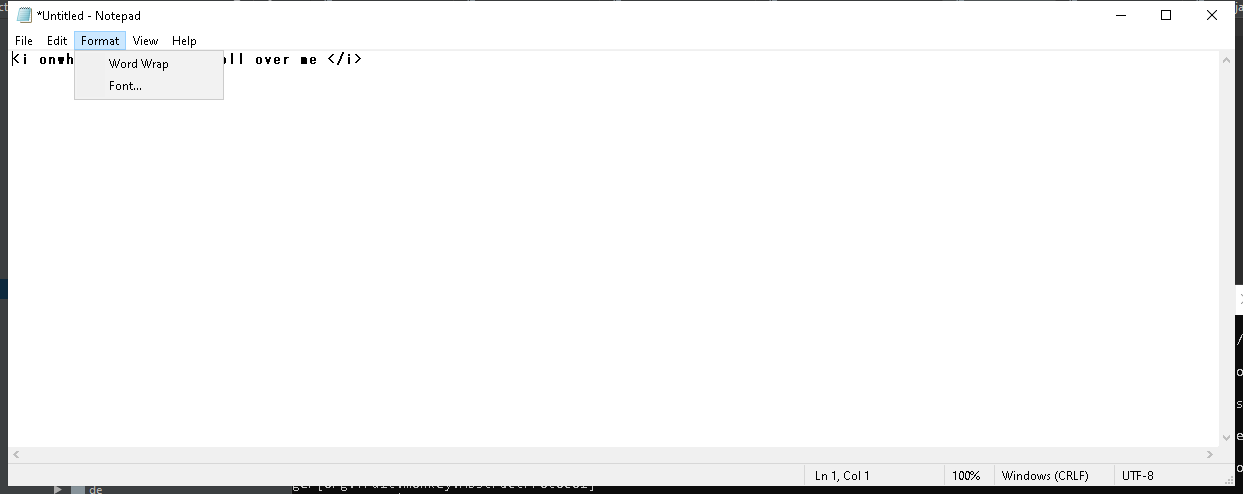 *Untitled - Notepad
File Edit Format View Help
<i onwh ll over me </i>
Word Wrap
Font...
Ln 1, Col 1 100% Windows (CRLF) UTF-8
de